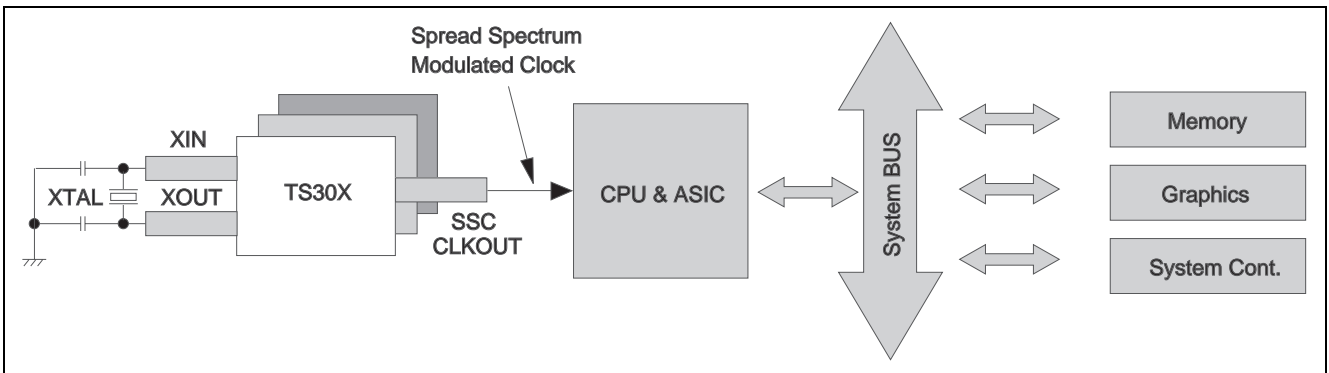 Spread Spectrum
Modulated Clock
XIN
XTAL
XOUT
TS30X
SSC
CLKOUT
CPU & ASIC
System BUS
Memory
Graphics
System Cont.